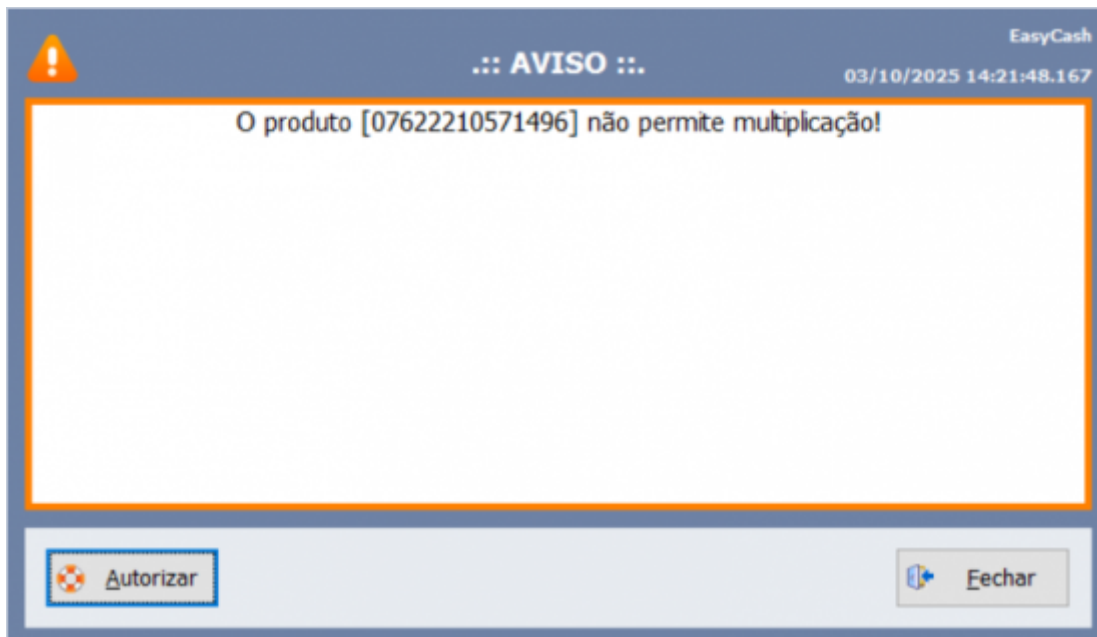 EasyCash
.:: AVISO ::.
03/10/2025 14:21:48.167
O produto [07622210571496] não permite multiplicação!
Autorizar
Fechar